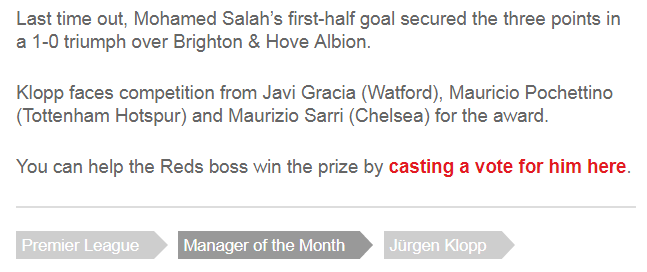 Last time out, Mohamed Salah’s first-half goal secured the three points in
a 1-0 triumph over Brighton & Hove Albion.
Klopp faces competition from Javi Gracia (Watford), Mauricio Pochettino
(Tottenham Hotspur) and Maurizio Sarri (Chelsea) for the award.
You can help the Reds boss win the prize by casting a vote for him here.
Premier League Manager of the Month Jürgen Klopp